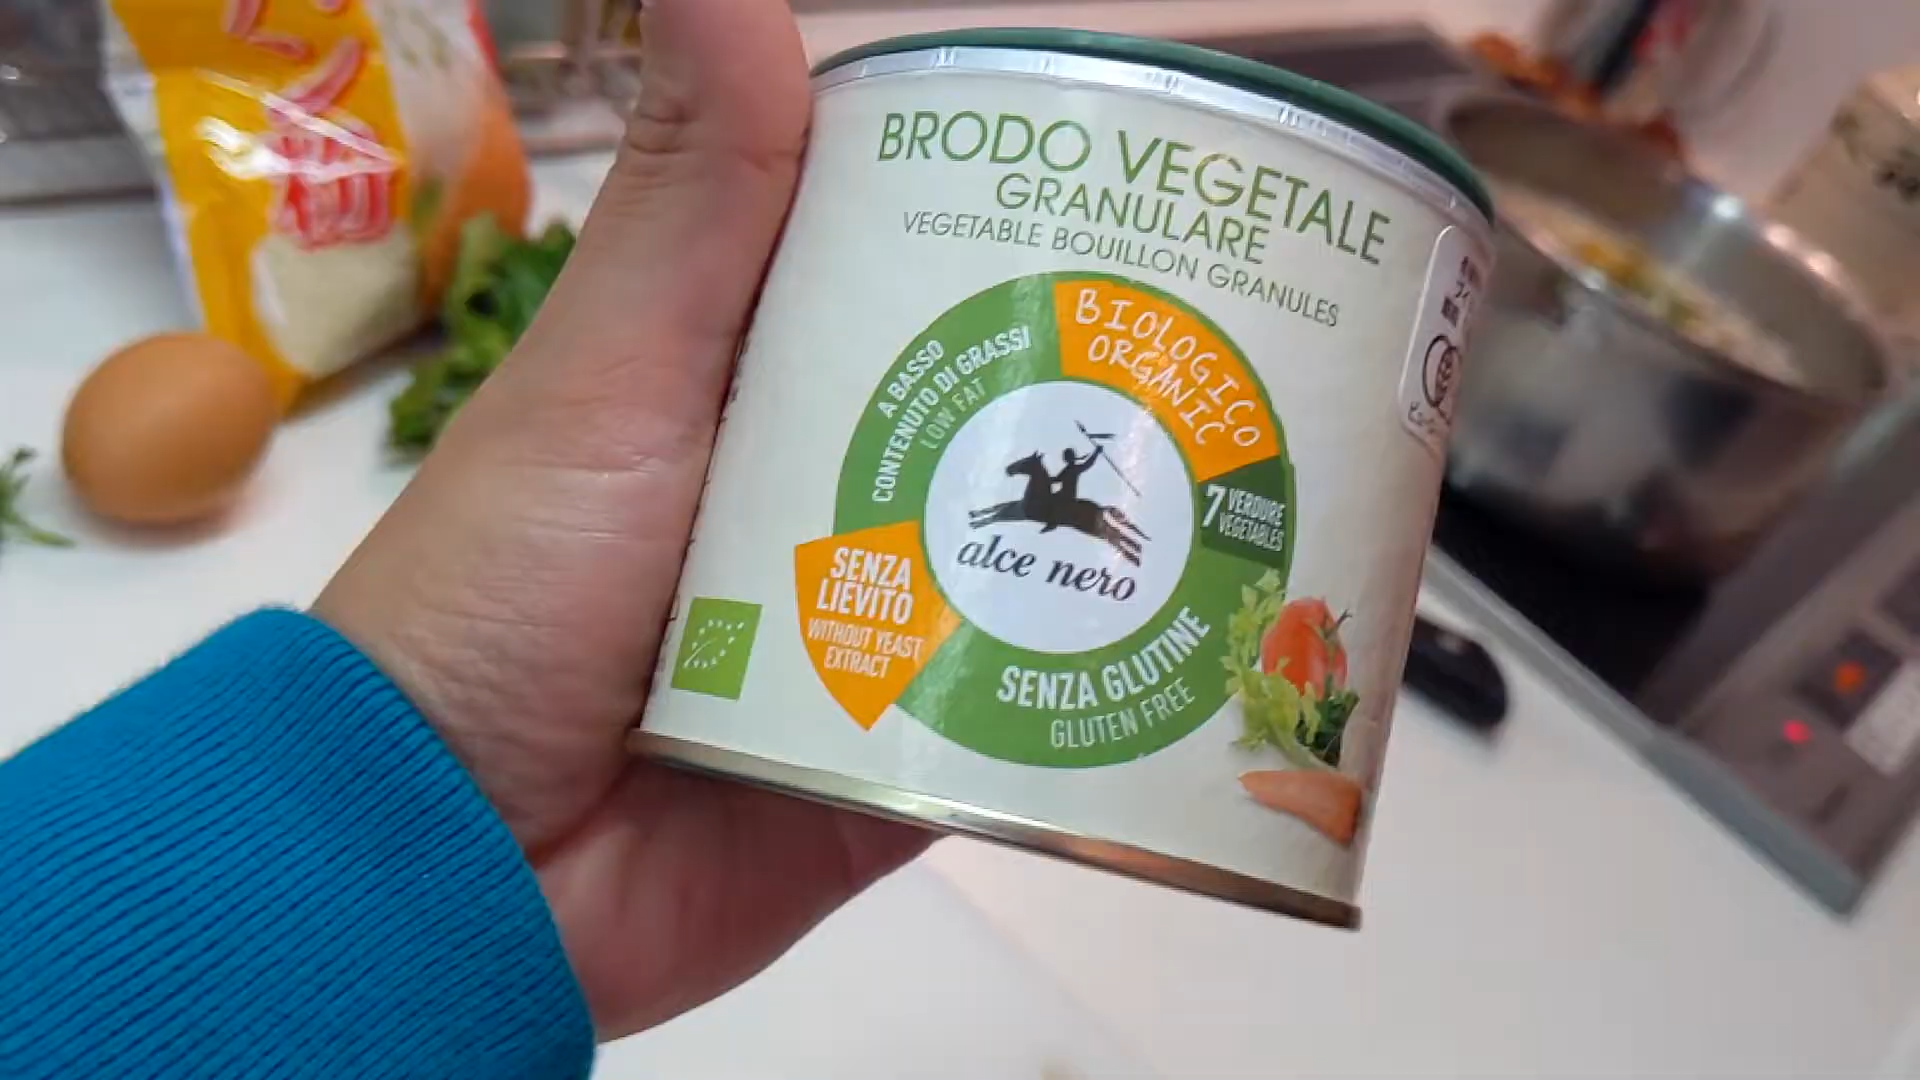 BRODO VEGETALE
GRANULARE
VEGETABLE BOUILLON GRANULES
BIOLOGICO
ORGANIC
A BASSO
CONTENUTO DI GRASSI
LOW FAT
7 VERDURE
VEGETABLES
alce nero
SENZA
LIEVITO
WITHOUT YEAST
EXTRACT
SENZA GLUTINE
GLUTEN FREE